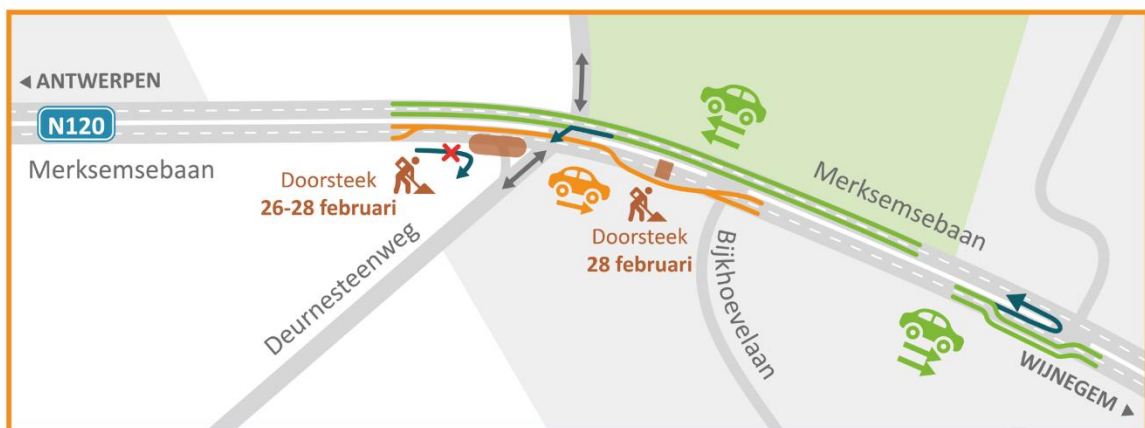 ◄ ANTWERPEN
N120
Merksemsebaan
Doorsteek
26-28 februari
Deurnesteenweg
Doorsteek
28 februari
Bijkhoevelaan
Merksemsebaan
WIJNEGEM ►